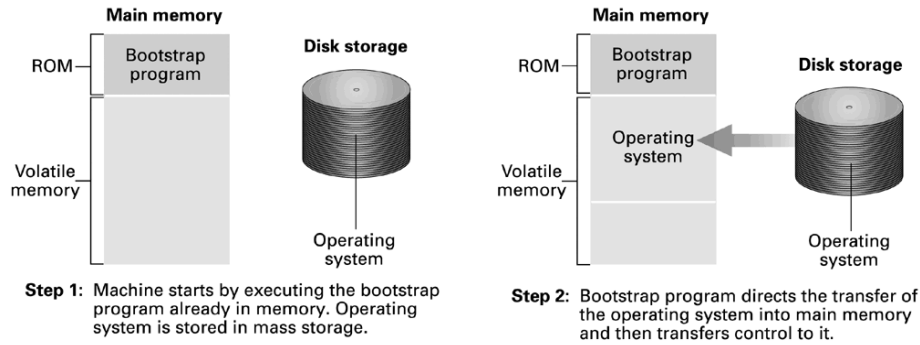 Main memory
ROM
Bootstrap
program
Disk storage
Volatile
memory
Operating
system
Step 1: Machine starts by executing the bootstrap
program already in memory. Operating
system is stored in mass storage.
Main memory
ROM
Bootstrap
program
Disk storage
Operating
system
Volatile
memory
Operating
system
Step 2: Bootstrap program directs the transfer of
the operating system into main memory
and then transfers control to it.